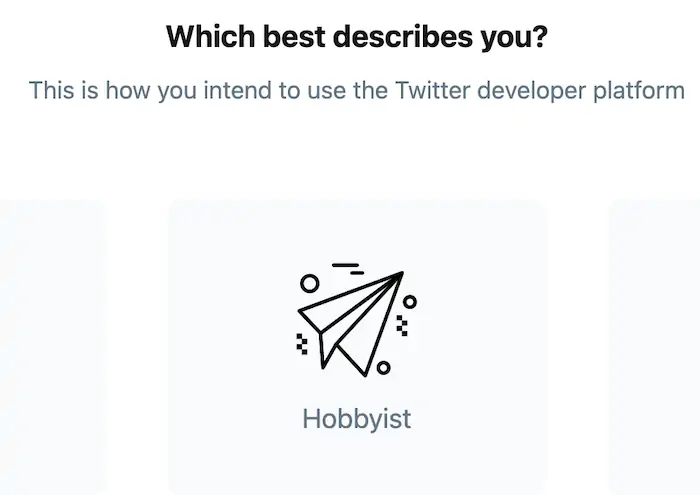 Which best describes you?
This is how you intend to use the Twitter developer platform
Hobbyist